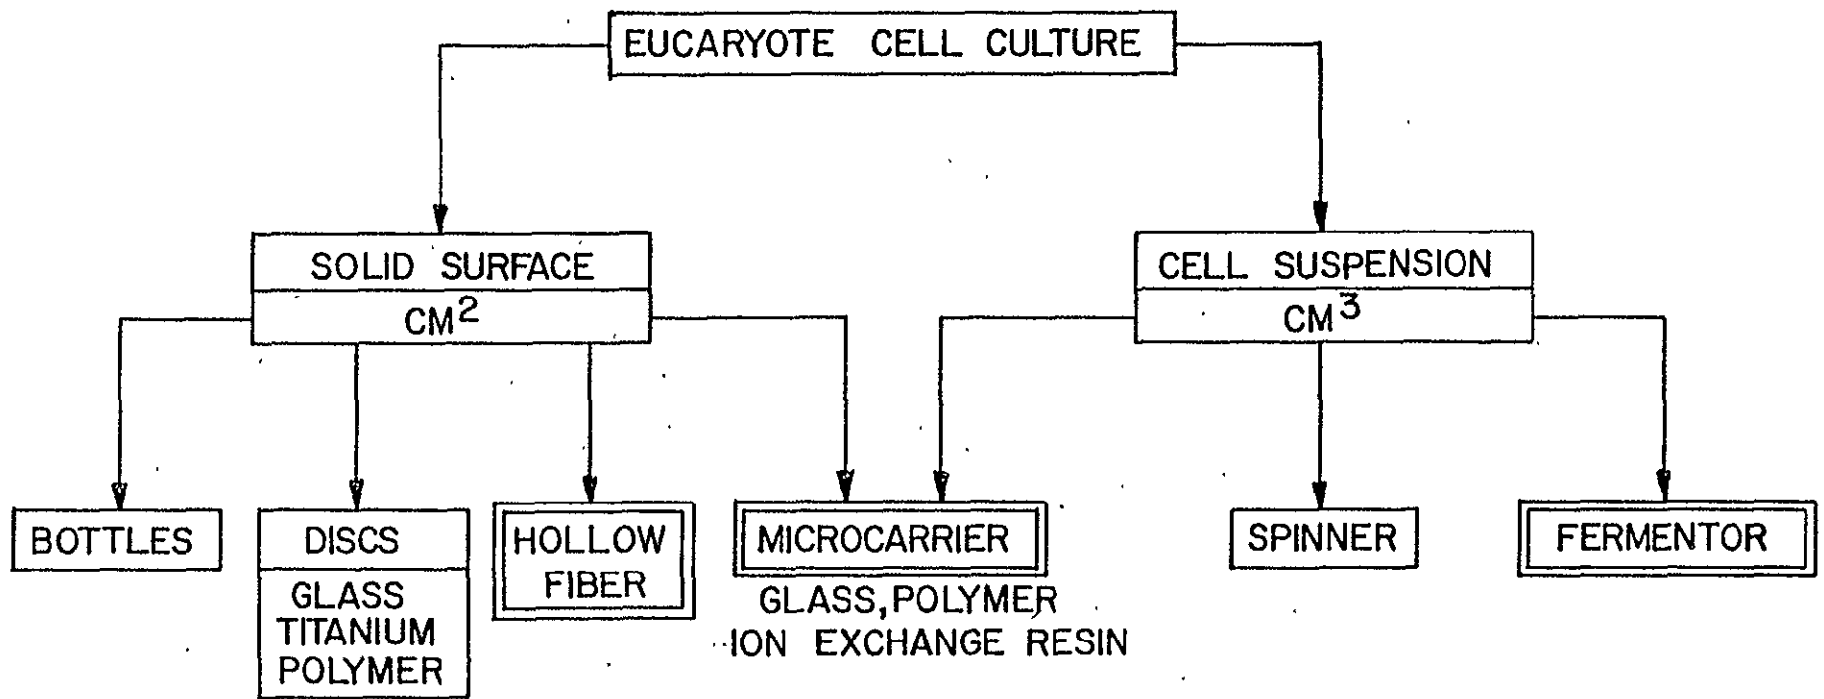 EUCARYOTE CELL CULTURE
SOLID SURFACE
CM²
CELL SUSPENSION
CM³
BOTTLES
DISCS
GLASS
TITANIUM
POLYMER
HOLLOW
FIBER
MICROCARRIER
GLASS, POLYMER
ION EXCHANGE RESIN
SPINNER
FERMENTOR